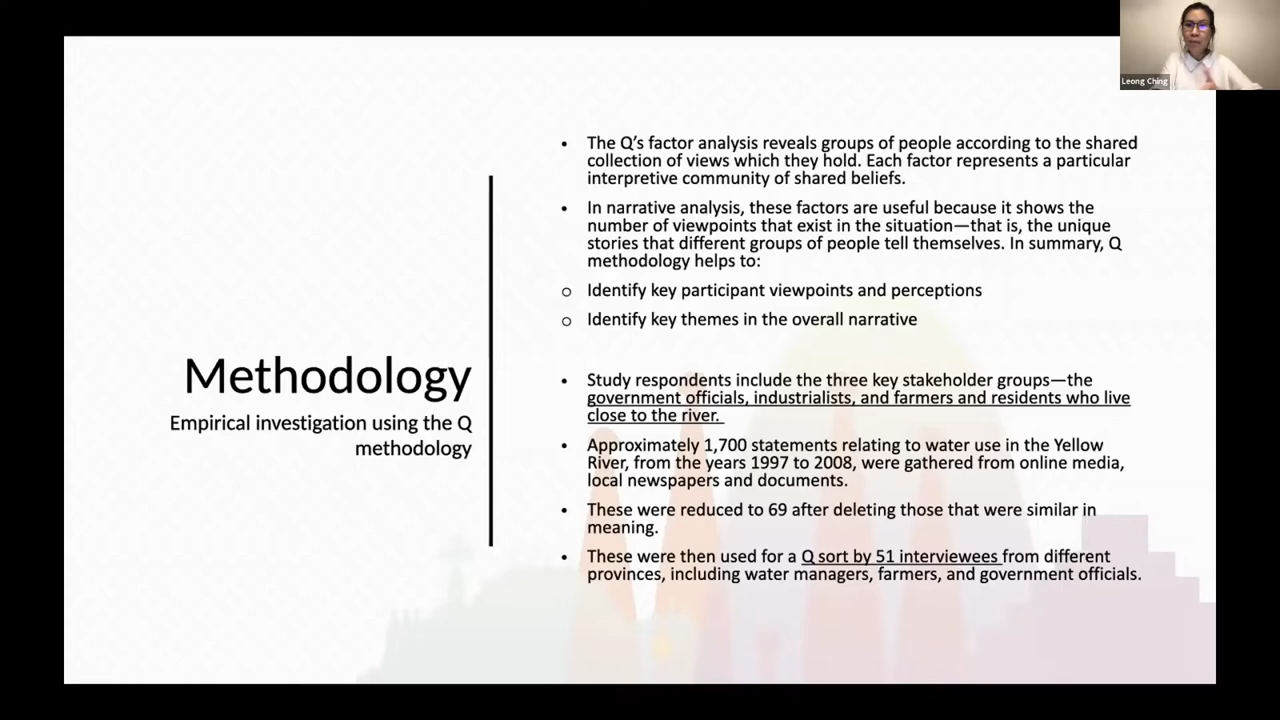 Leong Ching
Methodology
Empirical investigation using the Q
methodology
• The Q's factor analysis reveals groups of people according to the shared
collection of views which they hold. Each factor represents a particular
interpretive community of shared beliefs.
• In narrative analysis, these factors are useful because it shows the
number of viewpoints that exist in the situation—that is, the unique
stories that different groups of people tell themselves. In summary, Q
methodology helps to:
o Identify key participant viewpoints and perceptions
o Identify key themes in the overall narrative
• Study respondents include the three key stakeholder groups—the
government officials, industrialists, and farmers and residents who live
close to the river.
• Approximately 1,700 statements relating to water use in the Yellow
River, from the years 1997 to 2008, were gathered from online media,
local newspapers and documents.
• These were reduced to 69 after deleting those that were similar in
meaning.
• These were then used for a Q sort by 51 interviewees from different
provinces, including water managers, farmers, and government officials.